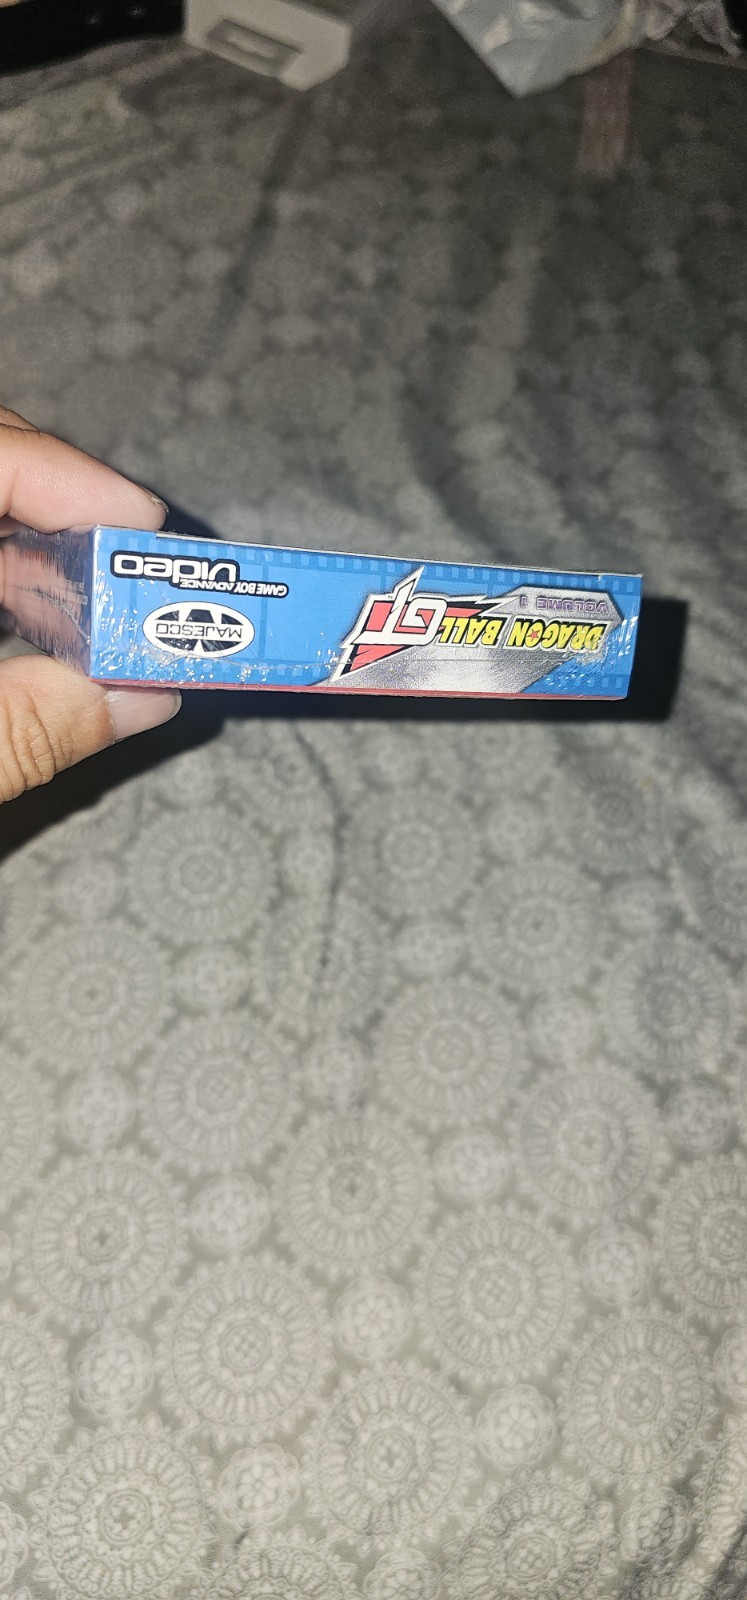 DRAGON BALL GT
VOLUME 1
MAJESCO
GAME BOY ADVANCE
Video